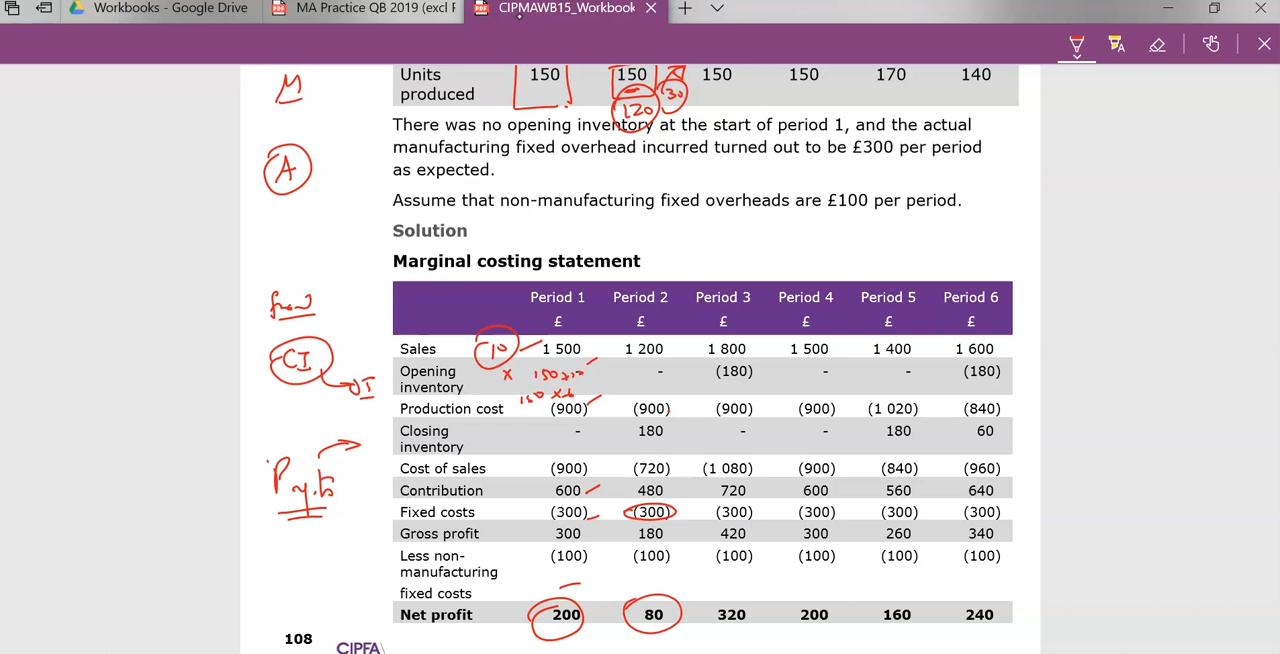 Workbooks - Google Drive MA Practice QB 2019 (excl F CIPMAWB15_Workbook
M
Units produced 150 150 150 150 170 140
120 30
There was no opening inventory at the start of period 1, and the actual
A
manufacturing fixed overhead incurred turned out to be £300 per period
as expected.
Assume that non-manufacturing fixed overheads are £100 per period.
Solution
Marginal costing statement
Period 1 Period 2 Period 3 Period 4 Period 5 Period 6
£ £ £ £ £ £
Sales 10 1 500 1 200 1 800 1 500 1 400 1 600
CI
OI
Opening inventory x 150x10 - (180) - - (180)
150 x 6
Production cost (900) (900) (900) (900) (1 020) (840)
Closing inventory - 180 - - 180 60
Cost of sales (900) (720) (1 080) (900) (840) (960)
Contribution 600 480 720 600 560 640
Fixed costs (300) (300) (300) (300) (300) (300)
Gross profit 300 180 420 300 260 340
Less non-manufacturing fixed costs (100) (100) (100) (100) (100) (100)
Net profit 200 80 320 200 160 240
108
CIPFA